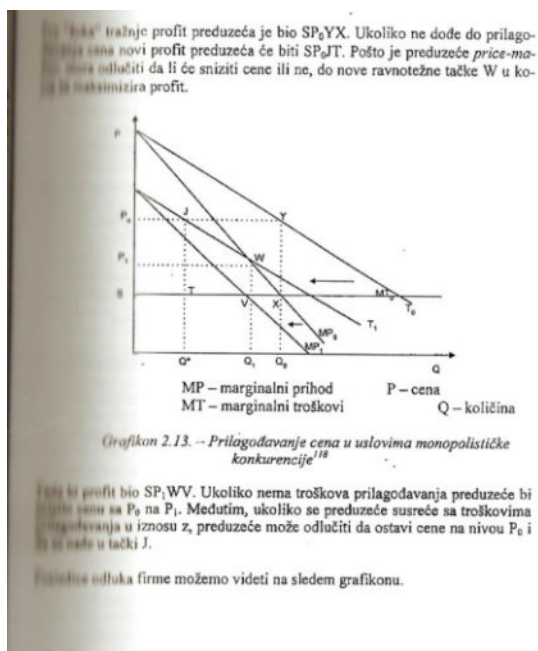 tražnje profit preduzeća je bio SP₀YX. Ukoliko ne dođe do prilago-
cena novi profit preduzeća će biti SP₀JT. Pošto je preduzeće price-ma-
odlučiti da li će sniziti cene ili ne, do nove ravnotežne tačke W u ko-
maksimizira profit.
P
P₀ J Y
P₁ W
S T V X MT
T₀
T₁
MP₀
MP₁
Q* Q₁ Q₀ Q
MP – marginalni prihod P – cena
MT – marginalni troškovi Q – količina
Grafikon 2.13. – Prilagođavanje cena u uslovima monopolističke
konkurencije¹¹⁸
profit bio SP₁WV. Ukoliko nema troškova prilagođavanja preduzeće bi
sa P₀ na P₁. Međutim, ukoliko se preduzeće susreće sa troškovima
u iznosu z, preduzeće može odlučiti da ostavi cene na nivou P₀ i
u tački J.
odluka firme možemo videti na sledem grafikonu.